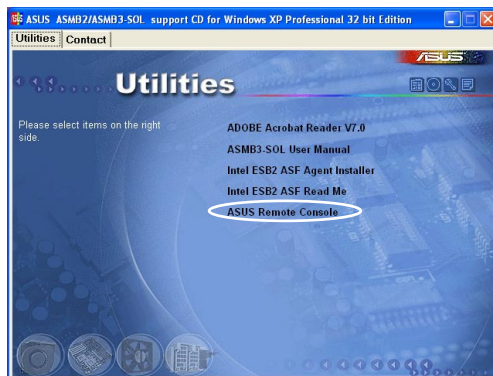 ASUS ASMB2/ASMB3-SOL support CD for Windows XP Professional 32 bit Edition
Utilities Contact
ASUS
Utilities
Please select items on the right
side.
ADOBE Acrobat Reader V7.0
ASMB3-SOL User Manual
Intel ESB2 ASF Agent Installer
Intel ESB2 ASF Read Me
ASUS Remote Console